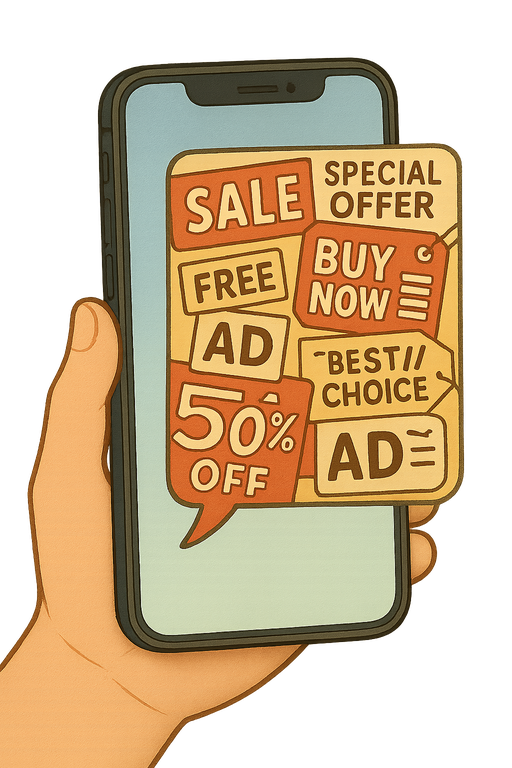 SALE
SPECIAL
OFFER
BUY
NOW
FREE
AD
BEST//
CHOICE
50%
OFF
AD